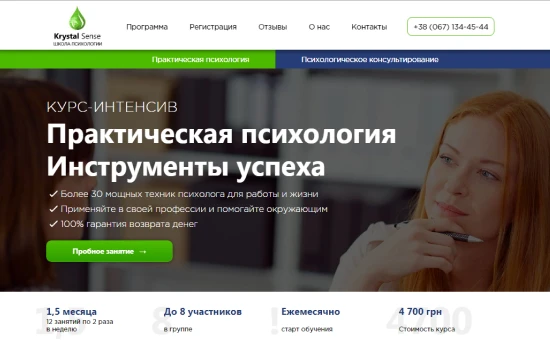 Krystal Sense
ШКОЛА ПСИХОЛОГИИ
Программа Регистрация Отзывы О нас Контакты +38 (067) 134-45-44
Практическая психология Психологическое консультирование
КУРС-ИНТЕНСИВ
Практическая психология
Инструменты успеха
Более 30 мощных техник психолога для работы и жизни
Применяйте в своей профессии и помогайте окружающим
100% гарантия возврата денег
Пробное занятие →
1,5 месяца
12 занятий по 2 раза
в неделю
До 8 участников
в группе
Ежемесячно
старт обучения
4 700 грн
Стоимость курса